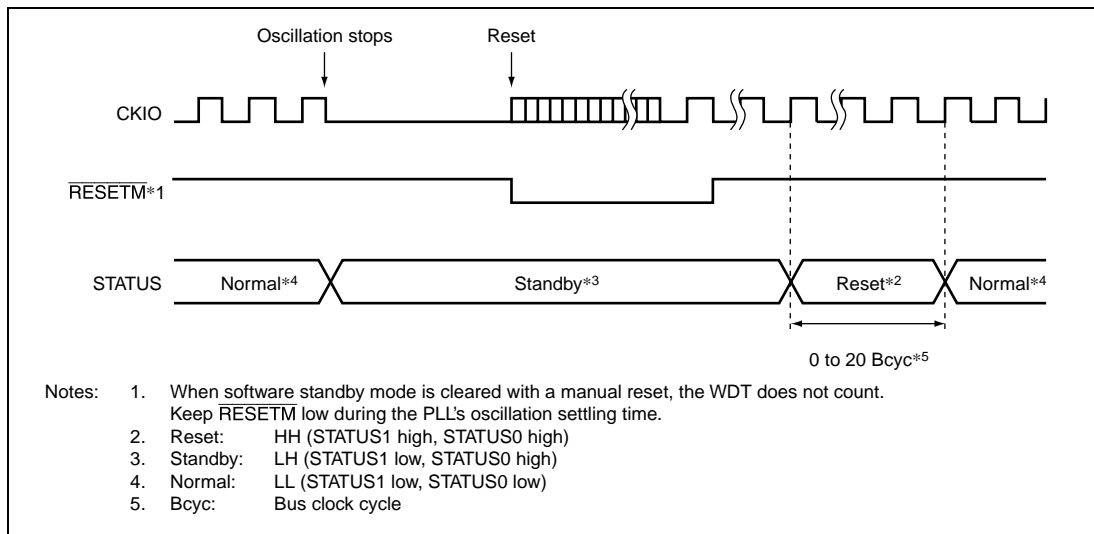 Oscillation stops Reset
CKIO
RESETM*1
STATUS Normal*4 Standby*3 Reset*2 Normal*4
0 to 20 Bcyc*5
Notes: 1. When software standby mode is cleared with a manual reset, the WDT does not count.
Keep RESETM low during the PLL's oscillation settling time.
2. Reset: HH (STATUS1 high, STATUS0 high)
3. Standby: LH (STATUS1 low, STATUS0 high)
4. Normal: LL (STATUS1 low, STATUS0 low)
5. Bcyc: Bus clock cycle